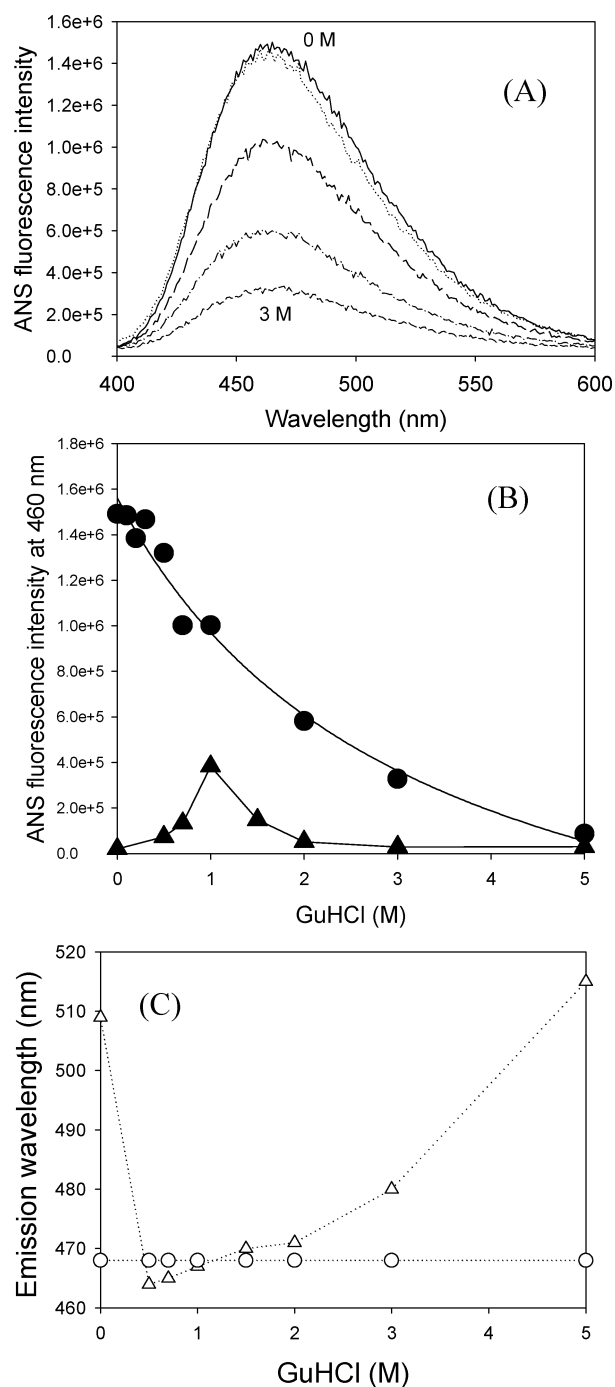 ANS fluorescence intensity
1.6e+6
1.4e+6
1.2e+6
1.0e+6
8.0e+5
6.0e+5
4.0e+5
2.0e+5
0.0
0 M
(A)
3 M
400 450 500 550 600
Wavelength (nm)
ANS fluorescence intensity at 460 nm
1.8e+6
1.6e+6
1.4e+6
1.2e+6
1.0e+6
8.0e+5
6.0e+5
4.0e+5
2.0e+5
0.0
(B)
0 1 2 3 4 5
GuHCl (M)
Emission wavelength (nm)
520
510
500
490
480
470
460
(C)
0 1 2 3 4 5
GuHCl (M)